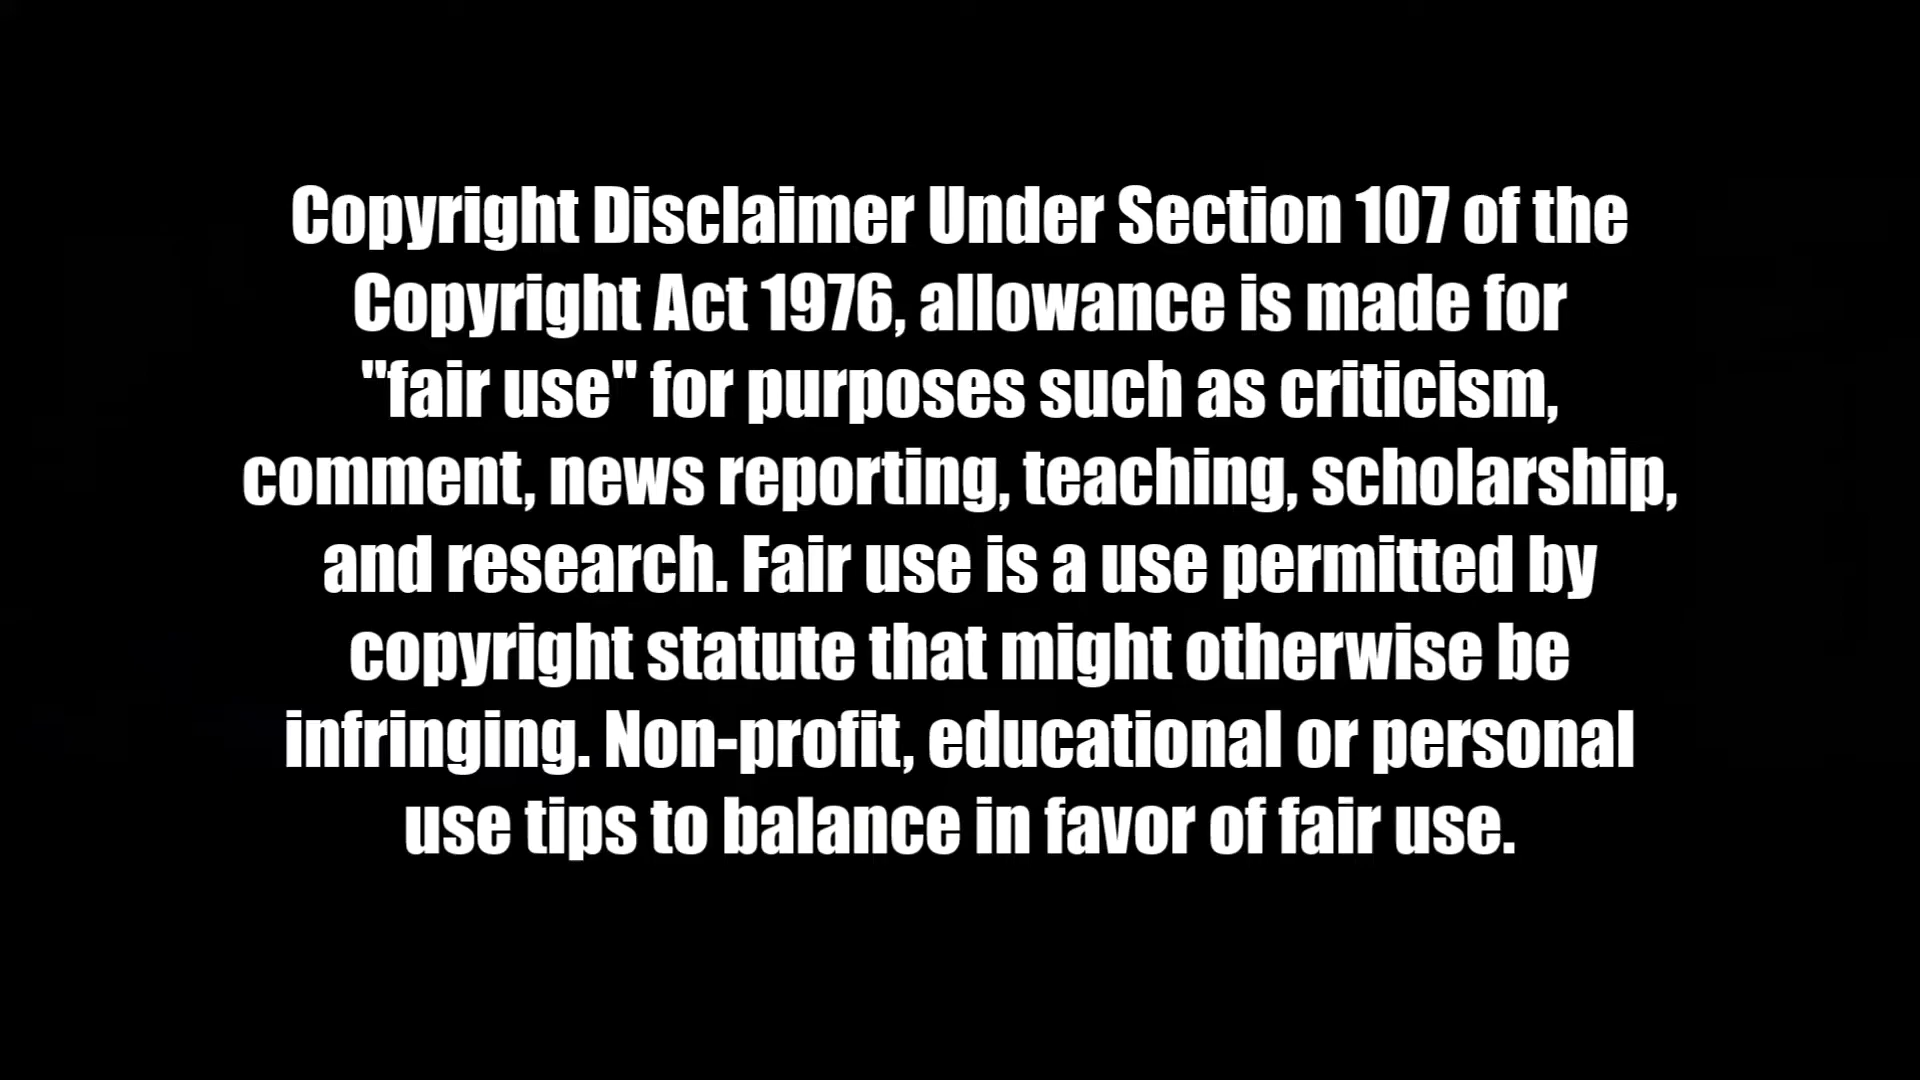 Copyright Disclaimer Under Section 107 of the
Copyright Act 1976, allowance is made for
"fair use" for purposes such as criticism,
comment, news reporting, teaching, scholarship,
and research. Fair use is a use permitted by
copyright statute that might otherwise be
infringing. Non-profit, educational or personal
use tips to balance in favor of fair use.